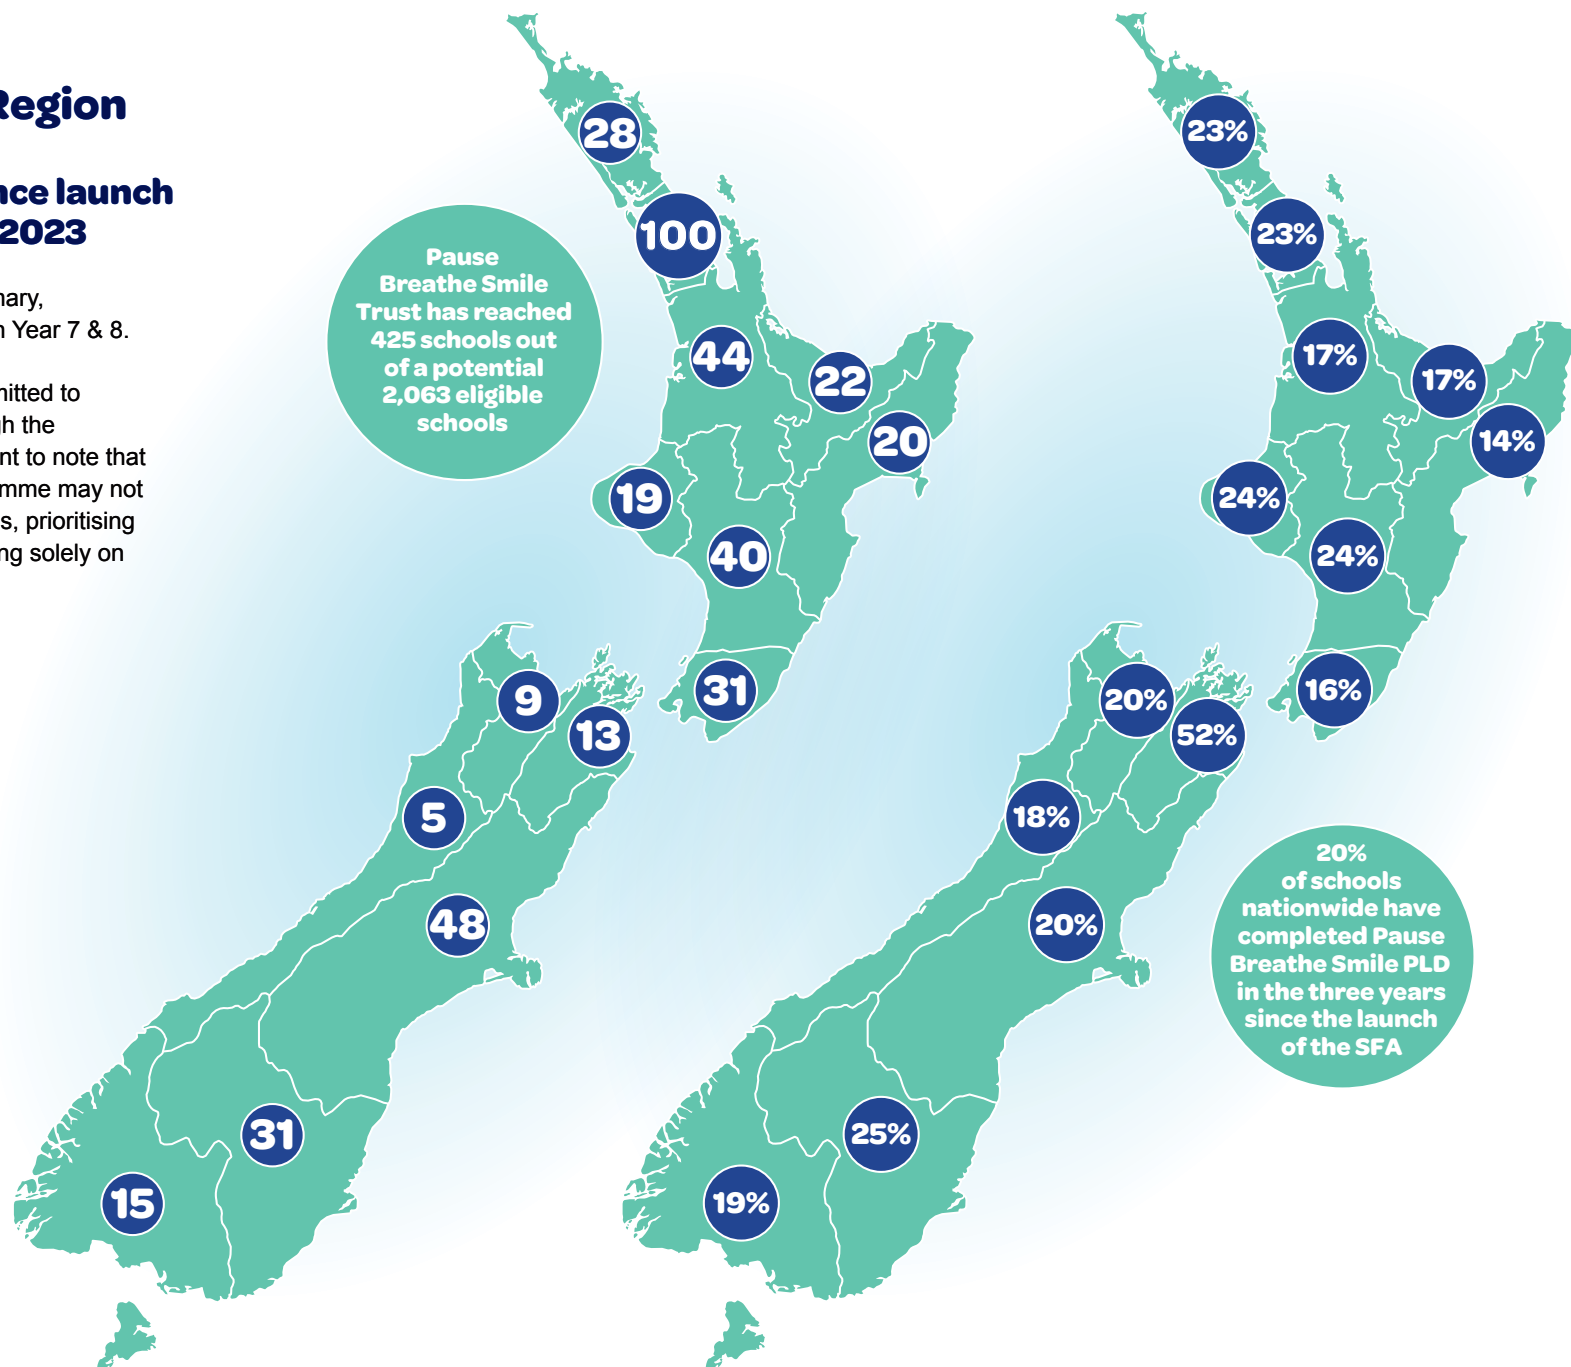 Region
nce launch
2023
nary,
n Year 7 & 8.
nitted to
gh the
nt to note that
mme may not
s, prioritising
ng solely on
28
100
Pause
Breathe Smile
Trust has reached
425 schools out
of a potential
2,063 eligible
schools
44
22
20
19
40
31
9
13
5
48
31
15
23%
23%
17%
17%
14%
24%
24%
16%
20%
52%
18%
20%
25%
19%
20%
of schools
nationwide have
completed Pause
Breathe Smile PLD
in the three years
since the launch
of the SFA